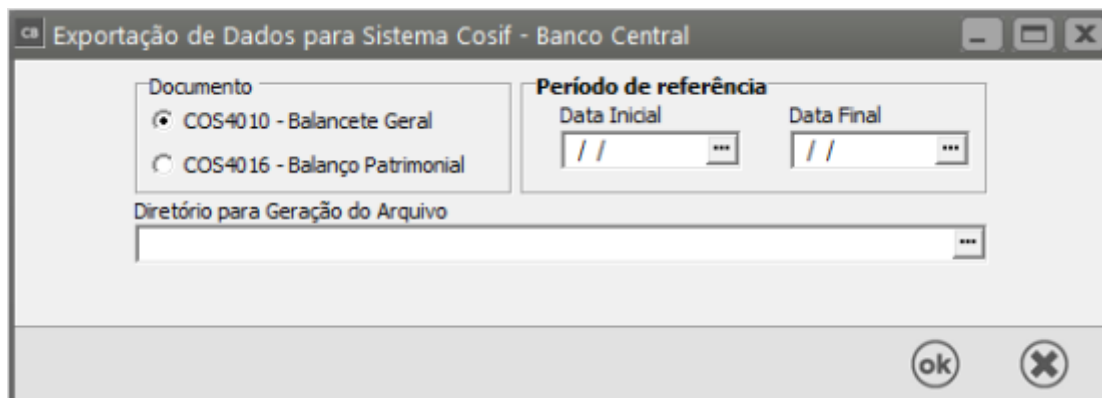 CB Exportação de Dados para Sistema Cosif - Banco Central
Documento
COS4010 - Balancete Geral
COS4016 - Balanço Patrimonial
Período de referência
Data Inicial Data Final
/ / ... / / ...
Diretório para Geração do Arquivo
...
ok